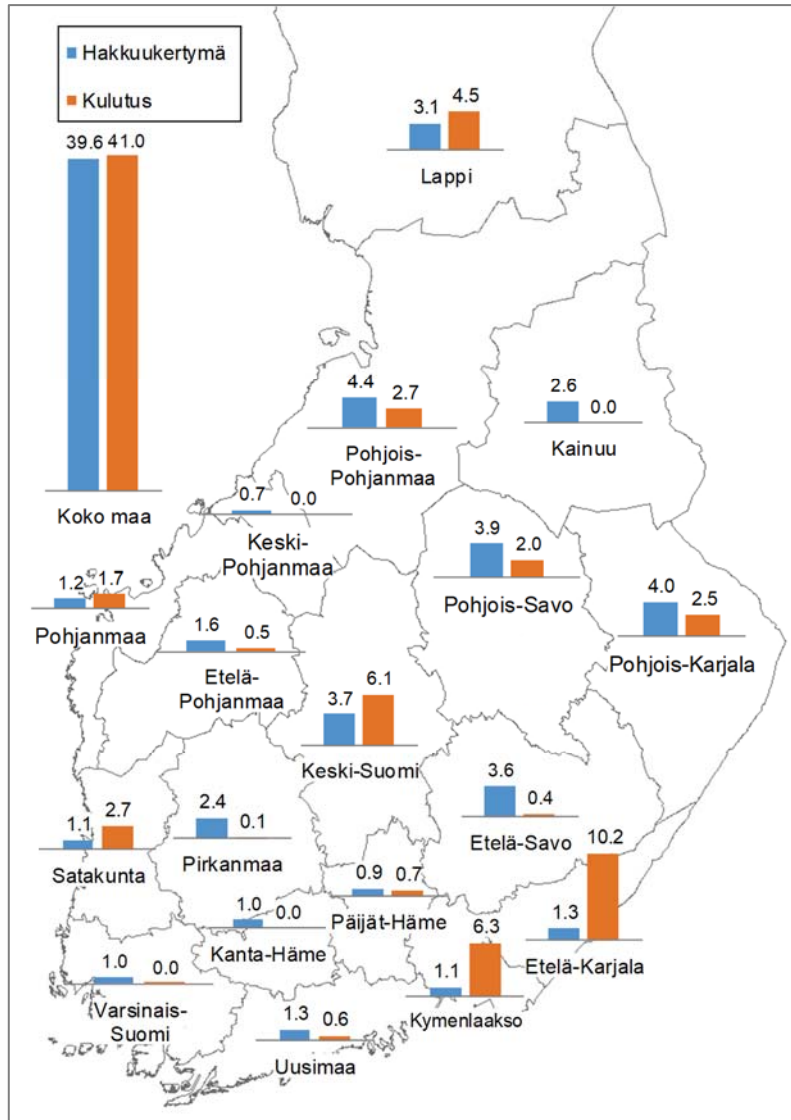 Hakkuukertymä
Kulutus
39.6 41.0
Koko maa
3.1 4.5
Lappi
4.4 2.7
Pohjois-
Pohjanmaa
2.6 0.0
Kainuu
0.7 0.0
Keski-
Pohjanmaa
3.9 2.0
Pohjois-Savo
1.2 1.7
Pohjanmaa
4.0 2.5
Pohjois-Karjala
1.6 0.5
Etelä-
Pohjanmaa
3.7 6.1
Keski-Suomi
3.6 0.4
Etelä-Savo
1.1 2.7
Satakunta
2.4 0.1
Pirkanmaa
0.9 0.7
Päijät-Häme
1.3 10.2
Etelä-Karjala
1.0 0.0
Kanta-Häme
1.1 6.3
Kymenlaakso
1.0 0.0
Varsinais-
Suomi
1.3 0.6
Uusimaa